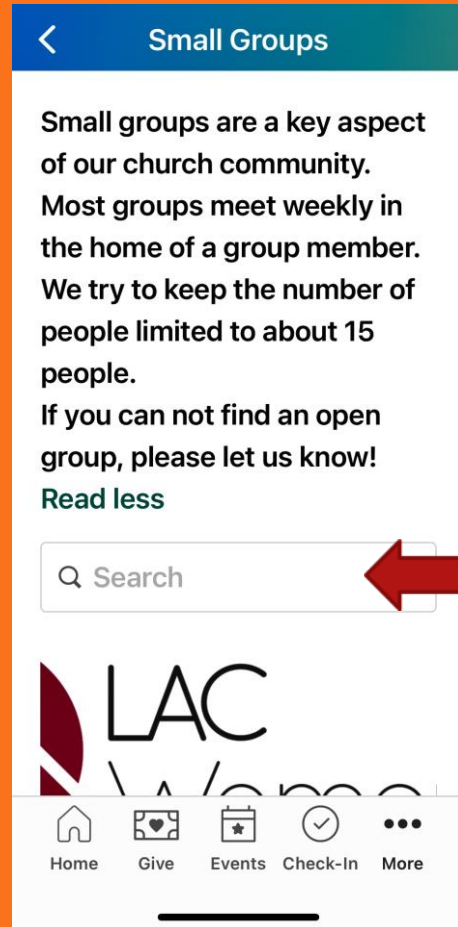 Small Groups
Small groups are a key aspect
of our church community.
Most groups meet weekly in
the home of a group member.
We try to keep the number of
people limited to about 15
people.
If you can not find an open
group, please let us know!
Read less
Search
LAC
Home Give Events Check-In More